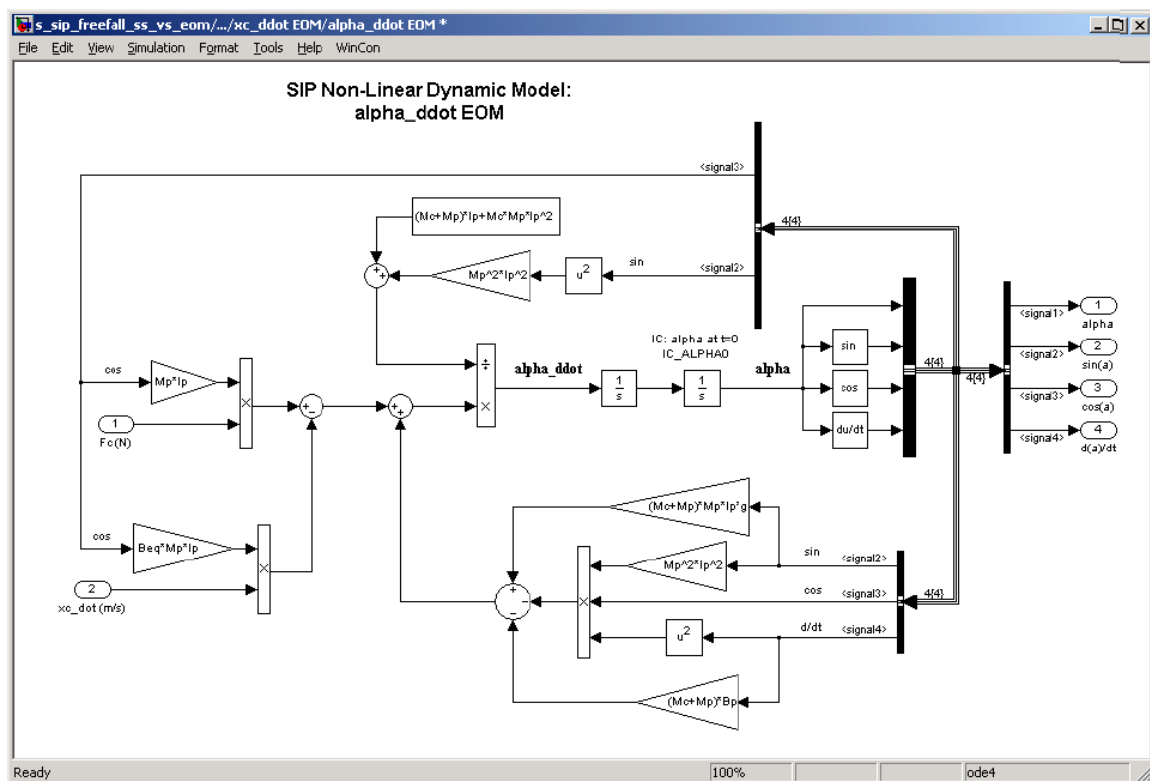 s_sip_freefall_ss_vs_eom/.../xc_ddot EOM/alpha_ddot EOM *
File Edit View Simulation Format Tools Help WinCon
SIP Non-Linear Dynamic Model:
alpha_ddot EOM
<signal3>
(Mc+Mp)*Ip+Mc*Mp*lp^2
4{4}
+
+
Mp^2*lp^2
u2
sin
<signal2>
IC: alpha at t=0
IC_ALPHA0
÷
×
alpha_ddot
1
s
1
s
alpha
sin
cos
du/dt
4{4}
4{4}
<signal1>
1
alpha
<signal2>
2
sin(a)
<signal3>
3
cos(a)
<signal4>
4
d(a)/dt
cos
Mp*lp
×
1
Fc(N)
+
−
+
+
cos
Beq*Mp*lp
×
2
xc_dot (m/s)
(Mc+Mp)*Mp*lp*g
+
−
−
Mp^2*lp^2
sin
<signal2>
×
cos
<signal3>
4{4}
u2
d/dt
<signal4>
(Mc+Mp)*Bp
Ready
100%
ode4